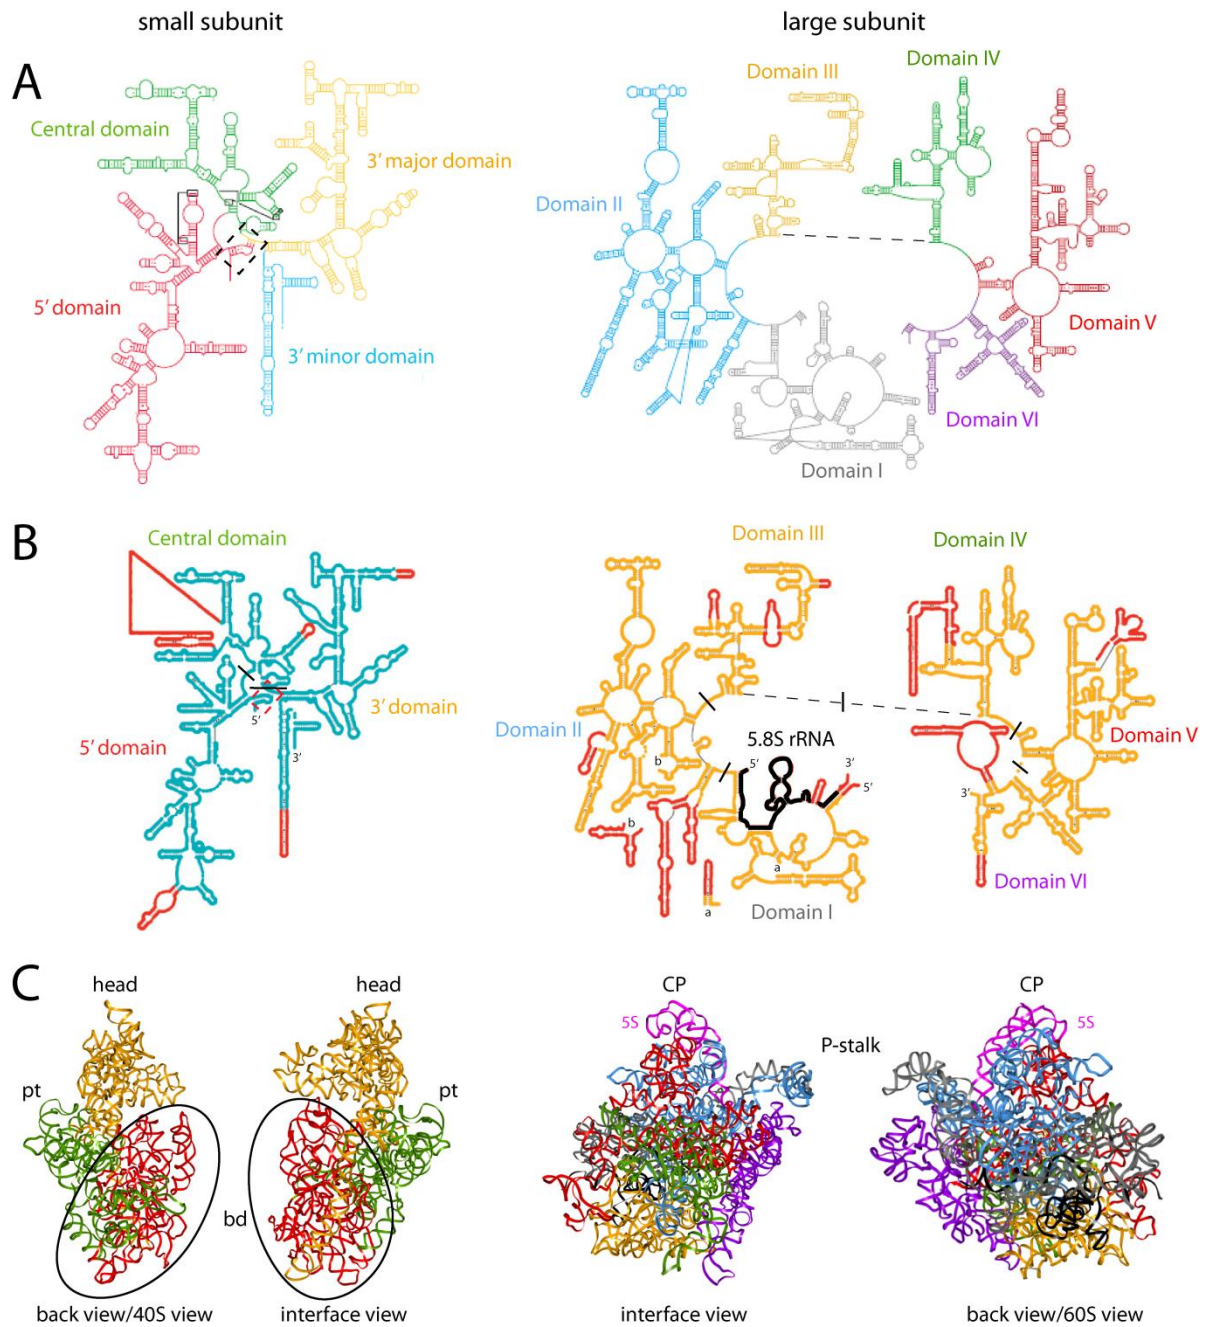 small subunit
large subunit
A
Central domain
3’ major domain
5’ domain
3’ minor domain
Domain III
Domain IV
Domain II
Domain V
Domain VI
Domain I
B
Central domain
5’
3’ domain
5’ domain
3’
Domain III
Domain IV
Domain II
5.8S rRNA
5’
3’
5’
b
b
a
a
Domain I
Domain V
3’
Domain VI
C
head
head
pt
pt
bd
back view/40S view
interface view
CP
5S
P-stalk
CP
5S
interface view
back view/60S view